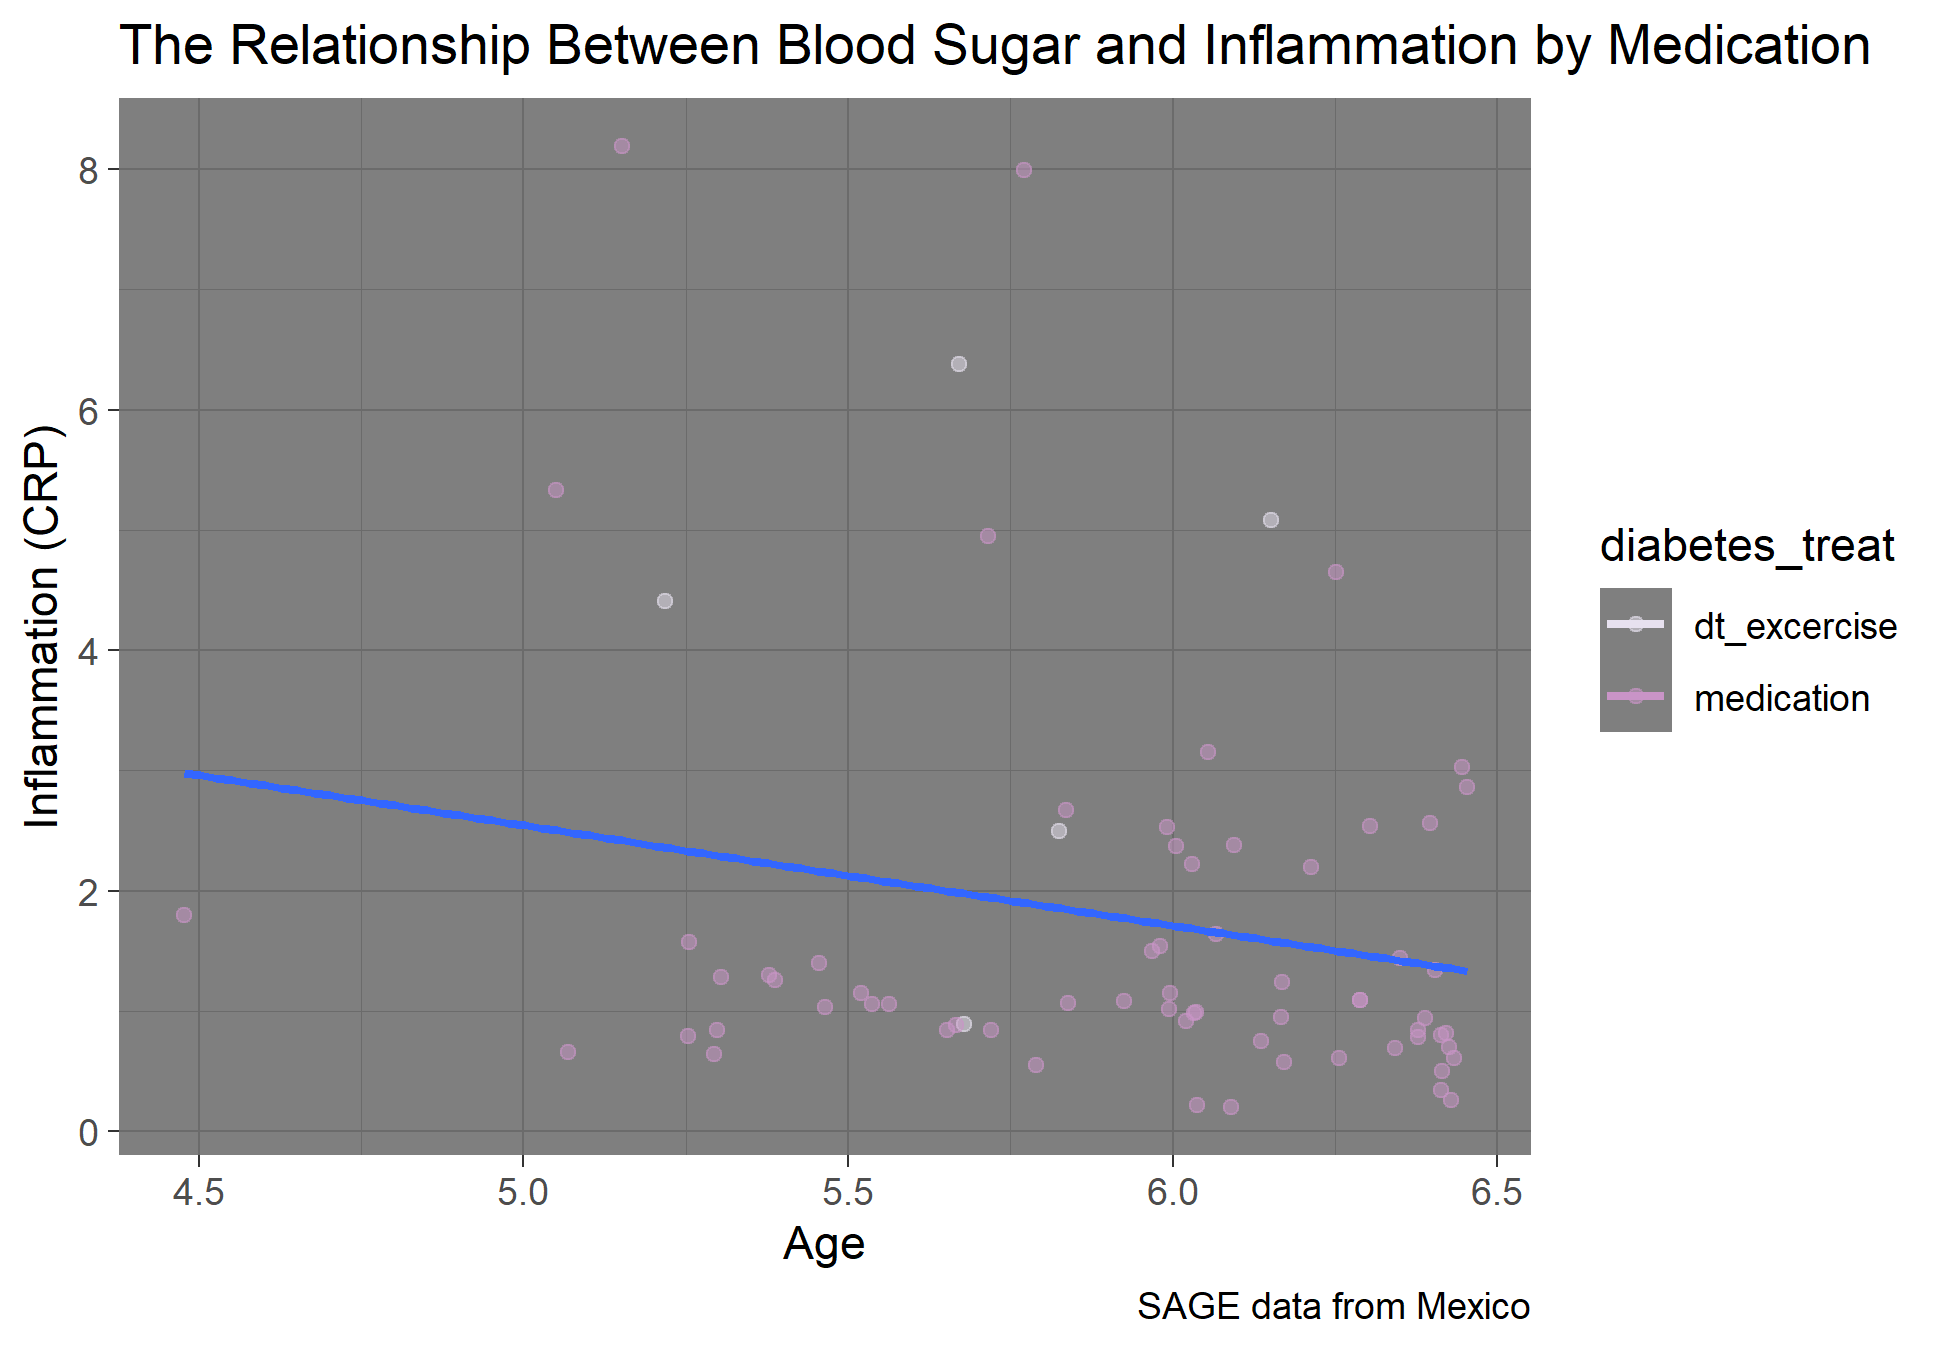 The Relationship Between Blood Sugar and Inflammation by Medication
8
6
4
2
0
Inflammation (CRP)
4.5 5.0 5.5 6.0 6.5
Age
diabetes_treat
dt_excercise
medication
SAGE data from Mexico